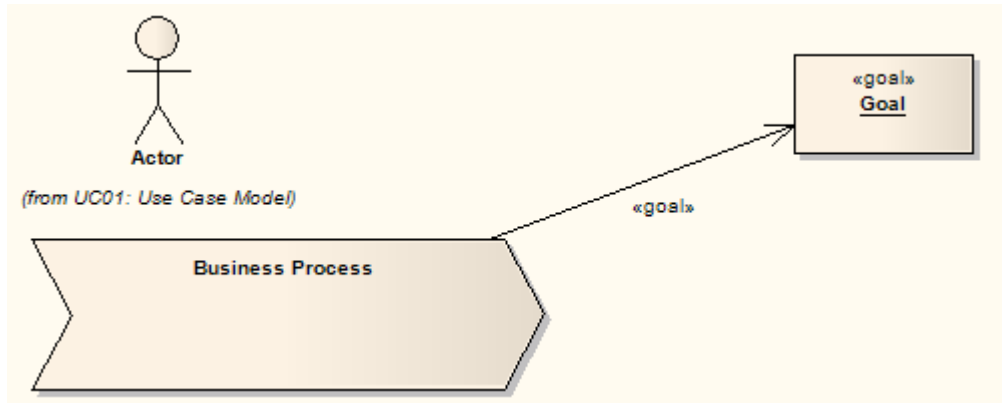 «goal»
Goal
Actor
(from UC01: Use Case Model)
«goal»
Business Process